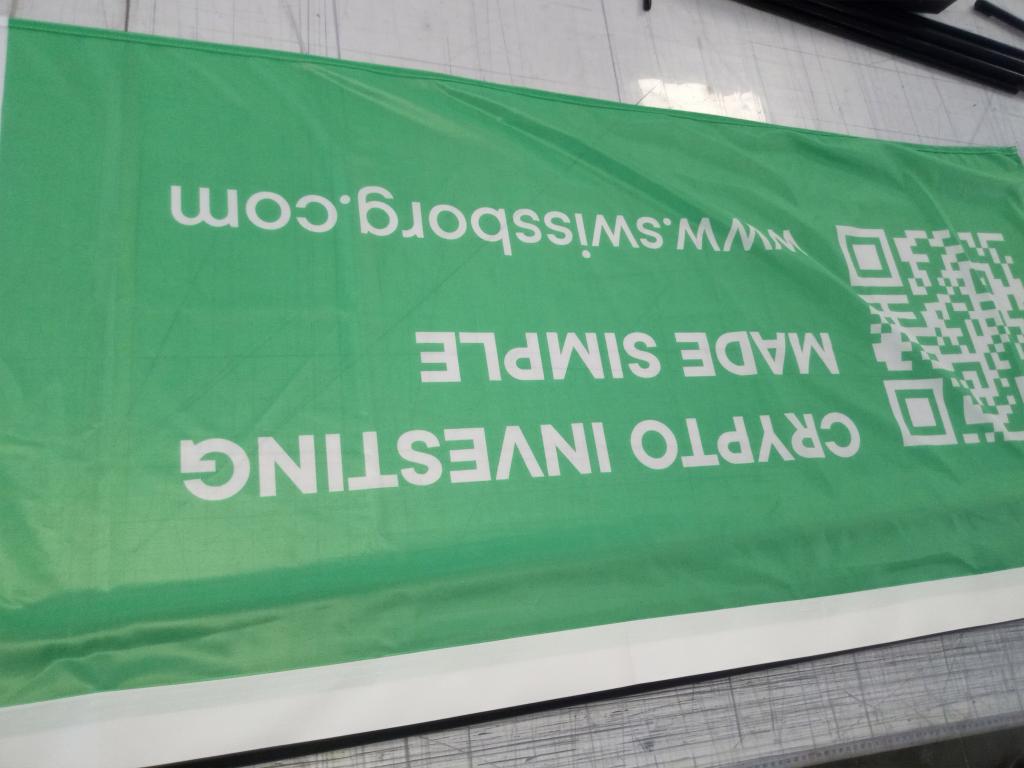 CRYPTO INVESTING
MADE SIMPLE
www.swissborg.com